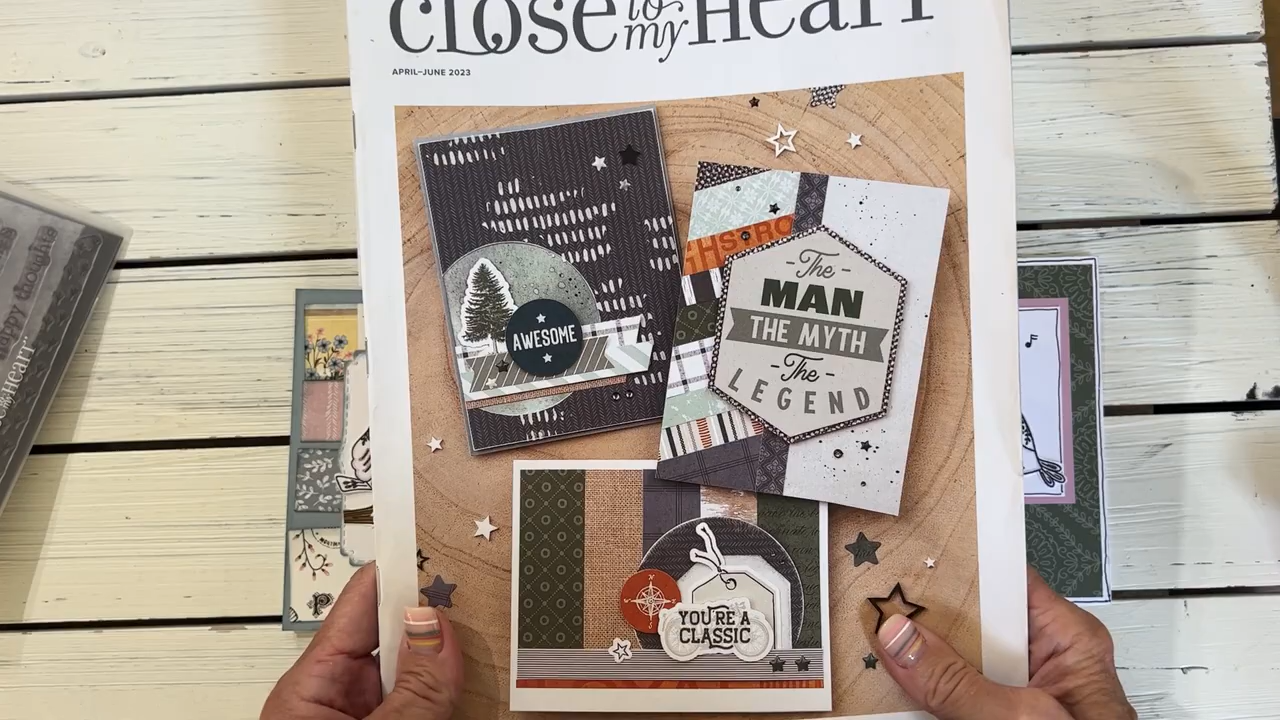 CLOSE to my HEART
APRIL–JUNE 2023
AWESOME
The
MAN
THE MYTH
The
LEGEND
YOU'RE A
CLASSIC
happy thoughts